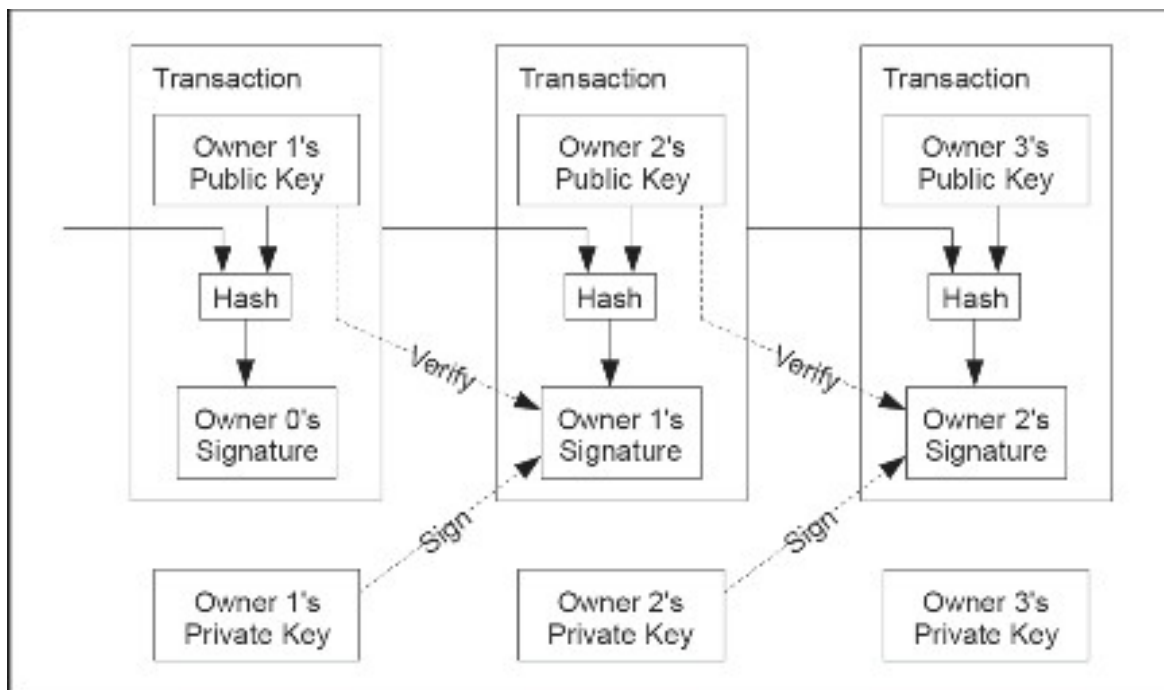 Transaction
Transaction
Transaction
Owner 1's
Public Key
Owner 2's
Public Key
Owner 3's
Public Key
Hash
Hash
Hash
Verify
Verify
Owner 0's
Signature
Owner 1's
Signature
Owner 2's
Signature
Sign
Sign
Owner 1's
Private Key
Owner 2's
Private Key
Owner 3's
Private Key